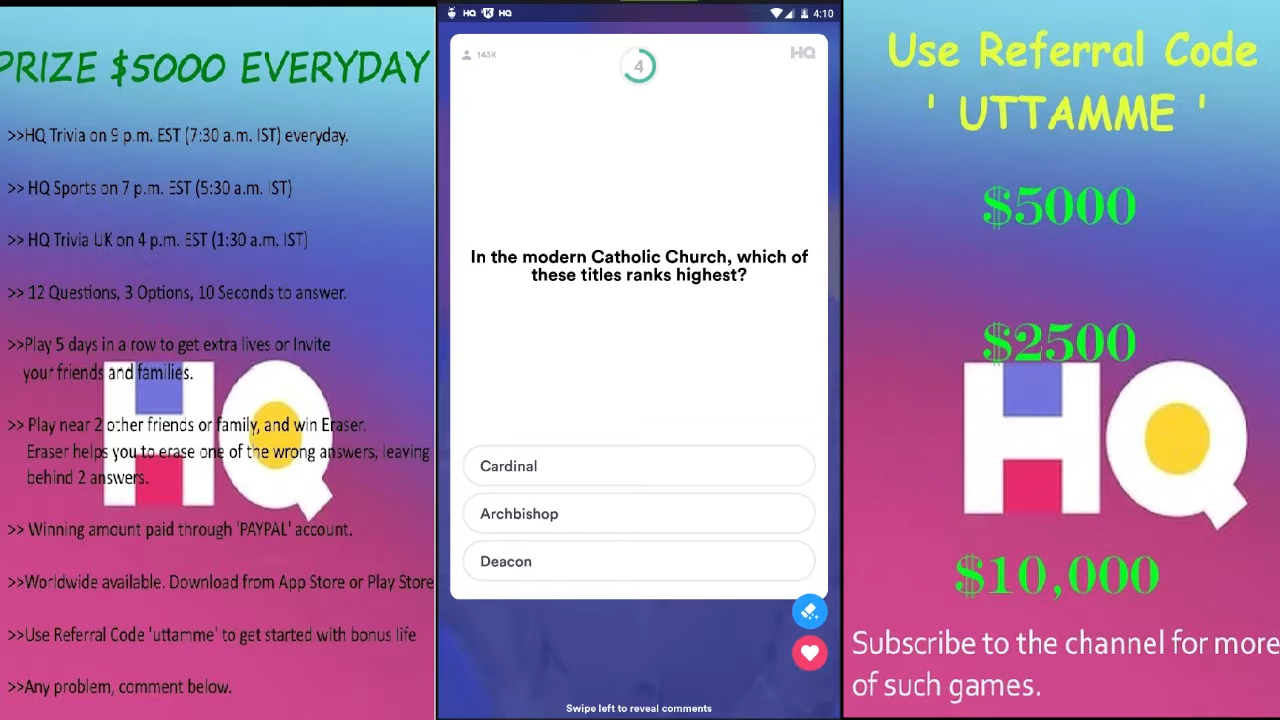 PRIZE $5000 EVERYDAY
>>HQ Trivia on 9 p.m. EST (7:30 a.m. IST) everyday.
>> HQ Sports on 7 p.m. EST (5:30 a.m. IST)
>> HQ Trivia UK on 4 p.m. EST (1:30 a.m. IST)
>> 12 Questions, 3 Options, 10 Seconds to answer.
>>Play 5 days in a row to get extra lives or Invite
your friends and families.
>> Play near 2 other friends or family, and win Eraser.
Eraser helps you to erase one of the wrong answers, leaving
behind 2 answers.
>> Winning amount paid through 'PAYPAL' account.
>>Worldwide available. Download from App Store or Play Store
>>Use Referral Code 'uttamme' to get started with bonus life
>>Any problem, comment below.
HQ
HQ HQ 4:10
143K
4
HQ
In the modern Catholic Church, which of
these titles ranks highest?
Cardinal
Archbishop
Deacon
Swipe left to reveal comments
Use Referral Code
' UTTAMME '
$5000
$2500
HQ
$10,000
Subscribe to the channel for more
of such games.